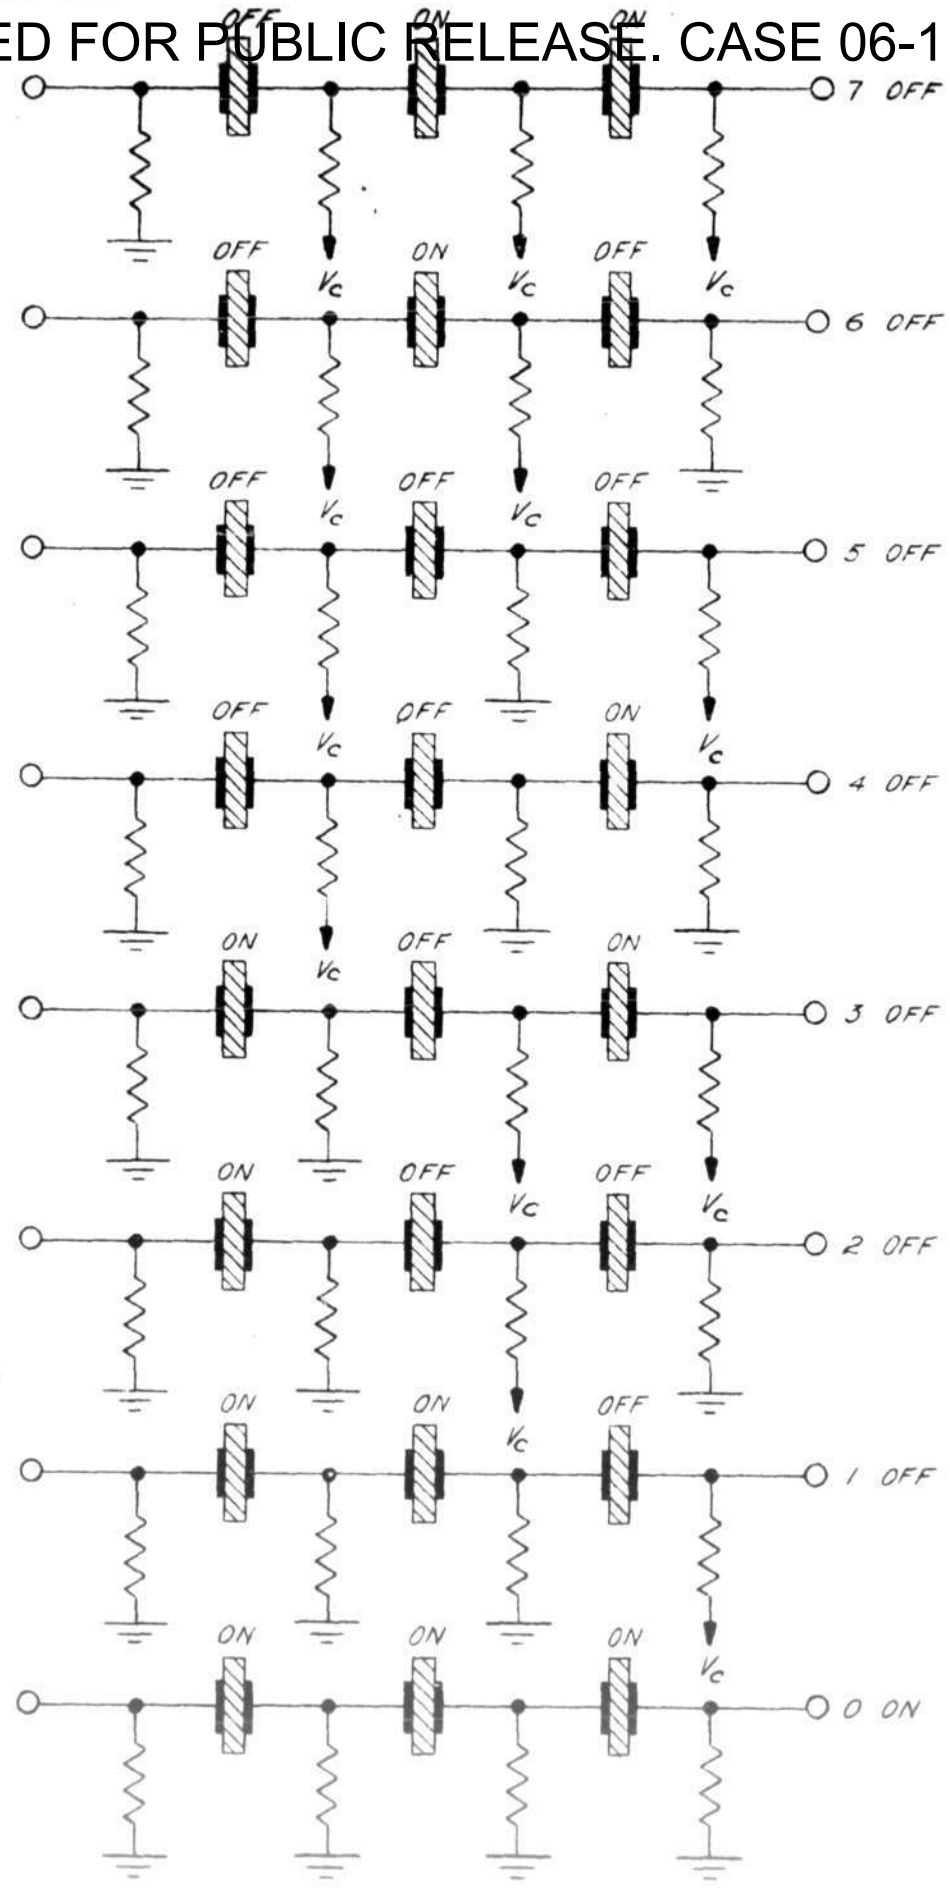 OFF ON ON
ED FOR PUBLIC RELEASE. CASE 06-1
7 OFF
OFF ON OFF
Vc Vc Vc
6 OFF
OFF OFF OFF
Vc Vc
5 OFF
OFF OFF ON
Vc Vc
4 OFF
ON OFF ON
Vc
3 OFF
ON OFF OFF
Vc Vc
2 OFF
ON ON OFF
Vc
1 OFF
ON ON ON
Vc
0 ON